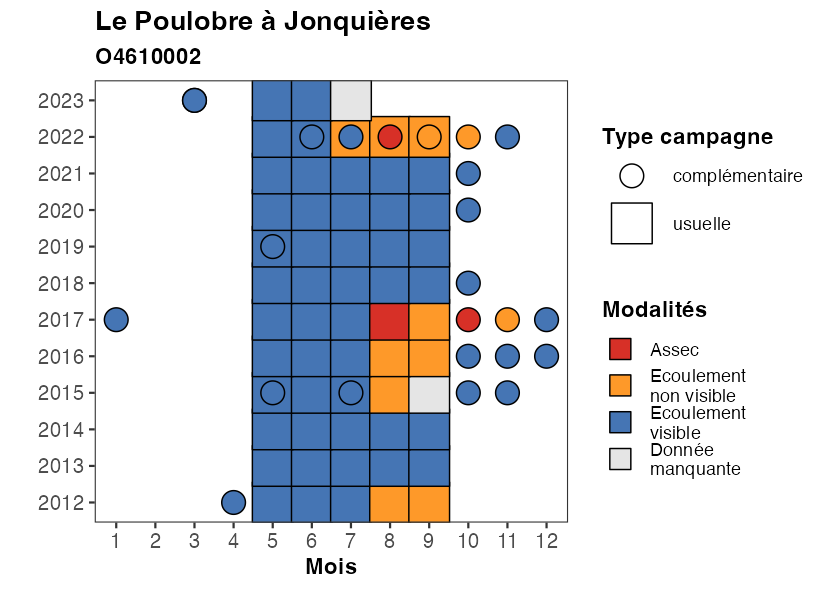 Le Poulobre à Jonquières
O4610002
2023
2022
2021
2020
2019
2018
2017
2016
2015
2014
2013
2012
1 2 3 4 5 6 7 8 9 10 11 12
Mois
Type campagne
complémentaire
usuelle
Modalités
Assec
Ecoulement
non visible
Ecoulement
visible
Donnée
manquante